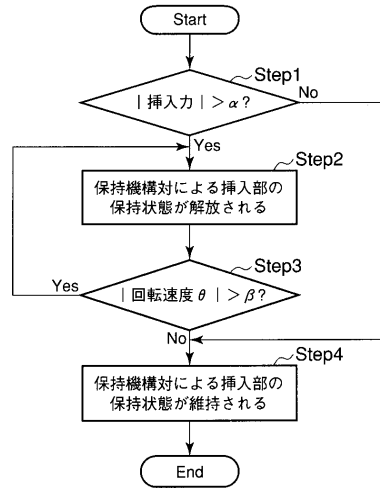 Start
Step1
|挿入力|>α?
No
Yes
Step2
保持機構対による挿入部の
保持状態が解放される
Step3
Yes
|回転速度θ|>β?
No
Step4
保持機構対による挿入部の
保持状態が維持される
End